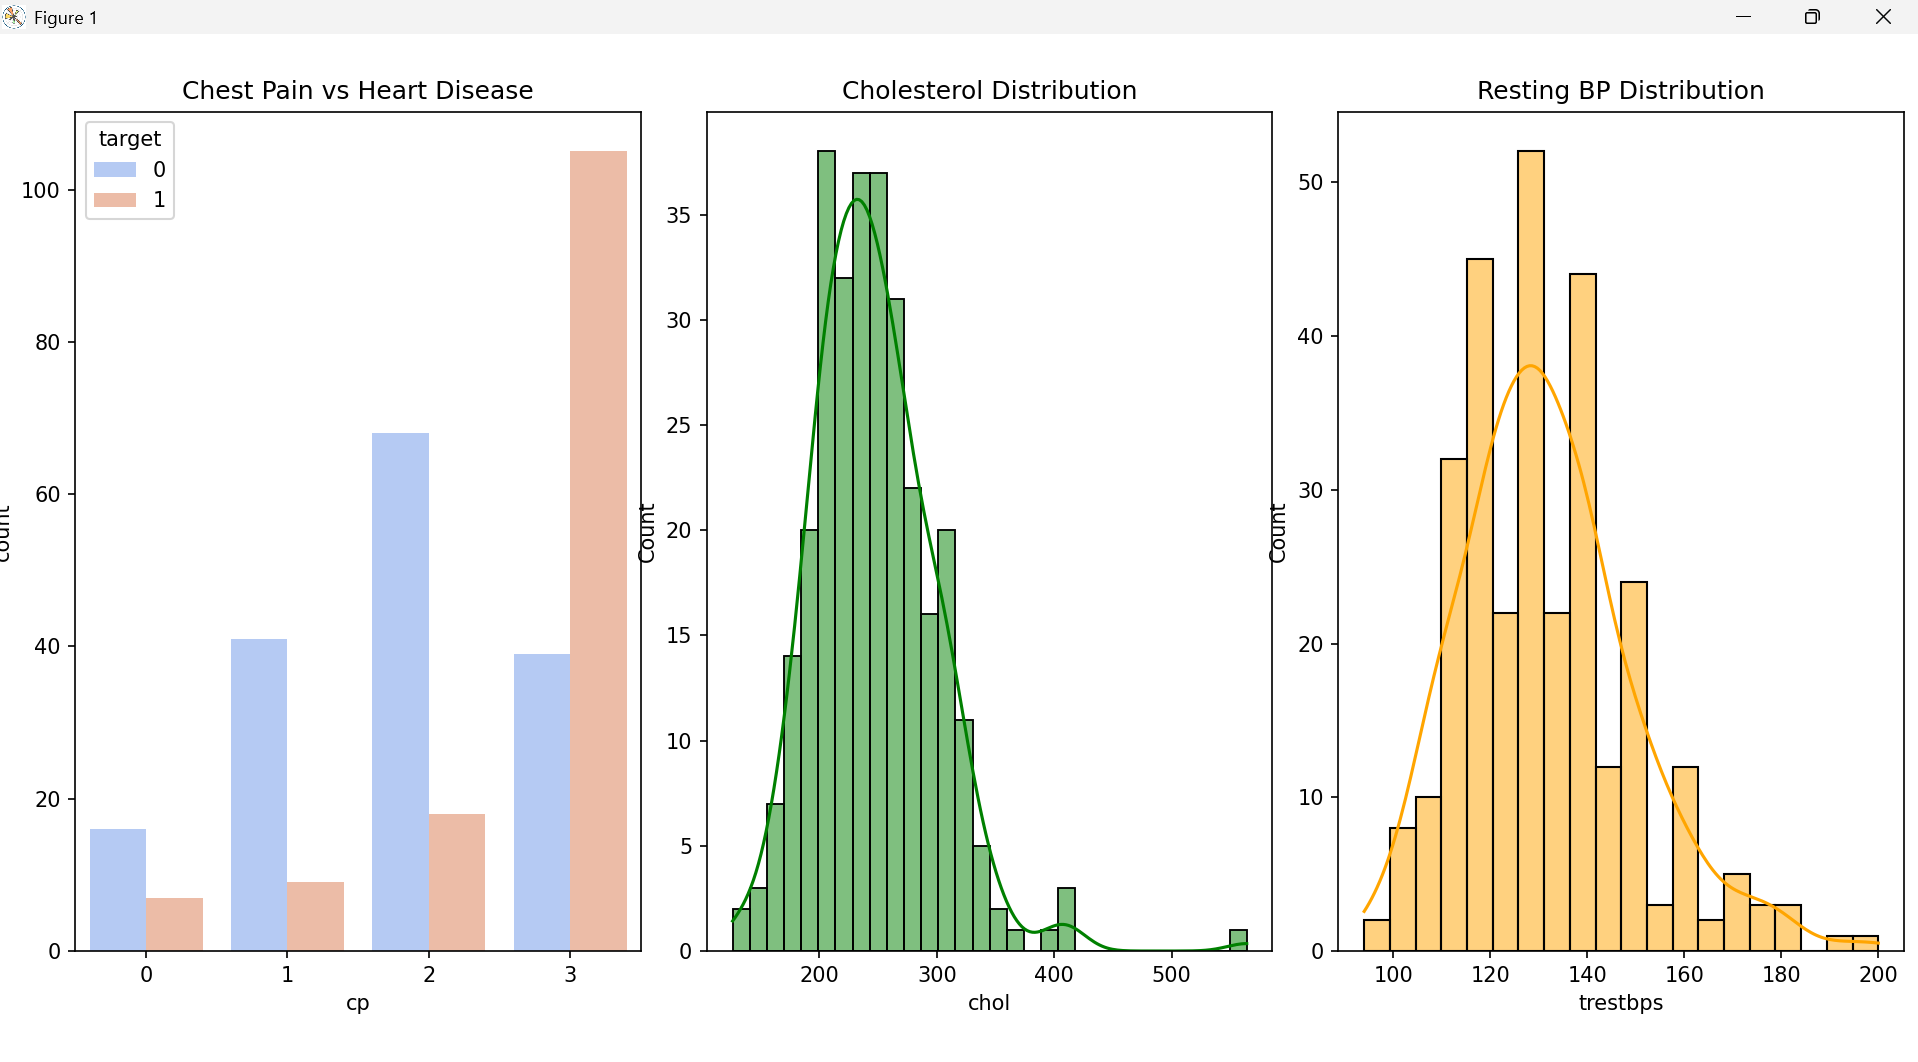 Figure 1
Chest Pain vs Heart Disease
target
0
1
100
80
60
40
20
0
count
0 1 2 3
cp
Cholesterol Distribution
35
30
25
20
15
10
5
0
Count
200 300 400 500
chol
Resting BP Distribution
50
40
30
20
10
0
Count
100 120 140 160 180 200
trestbps